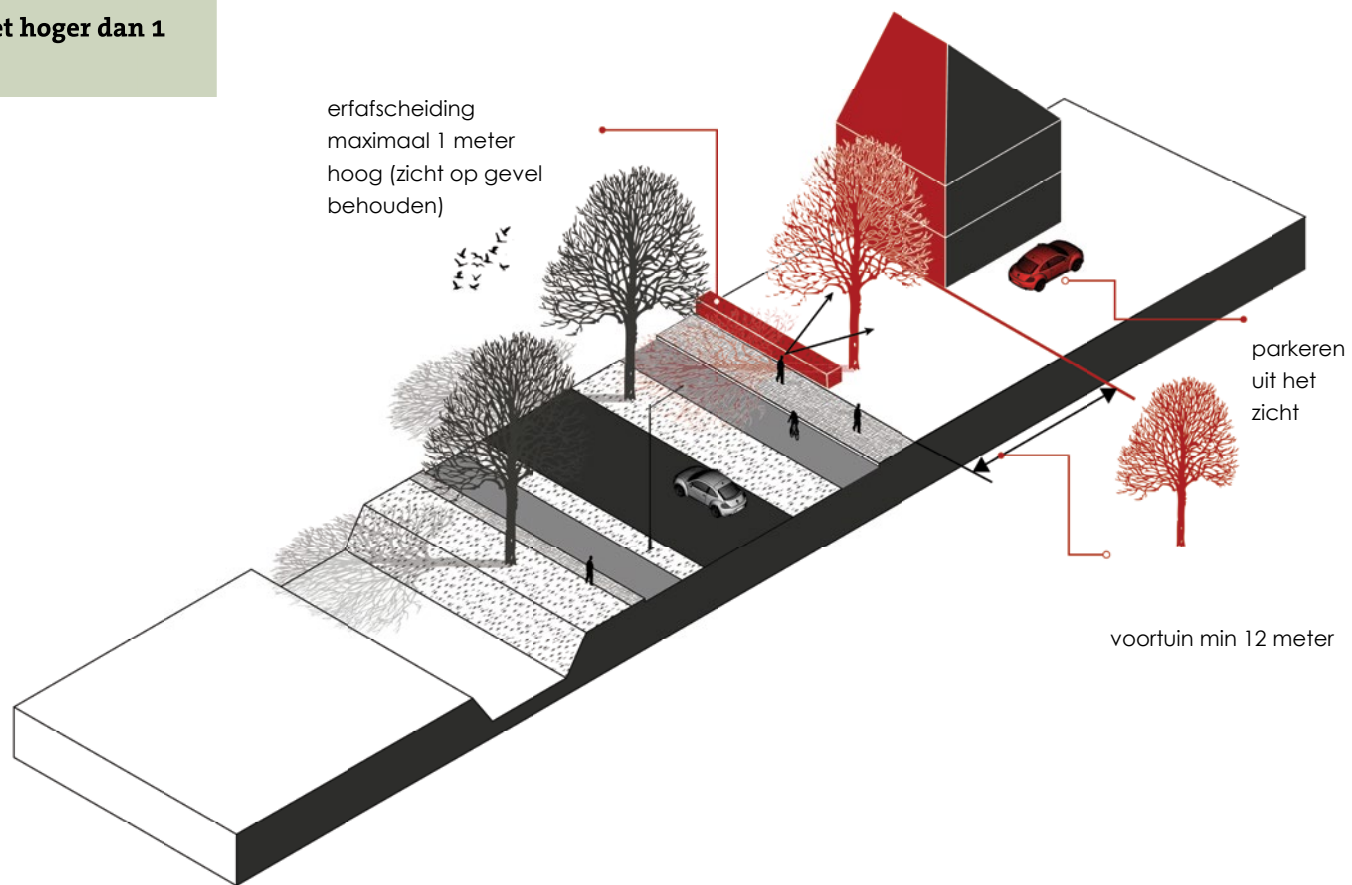 hoger dan 1
erfafscheiding
maximaal 1 meter
hoog (zicht op gevel
behouden)
parkeren
uit het
zicht
voortuin min 12 meter